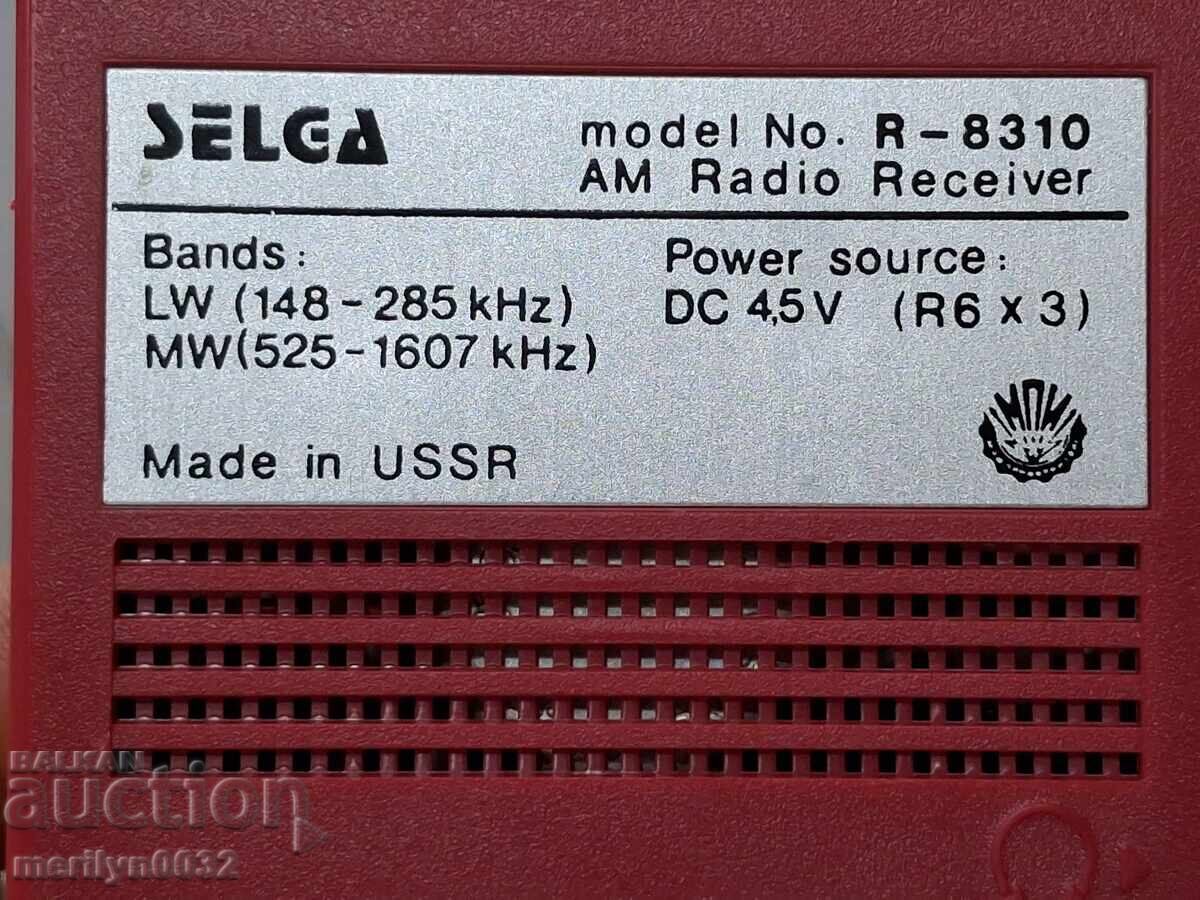 SELGA
model No. R-8310
AM Radio Receiver
Bands:
LW (148-285 kHz)
MW(525-1607 kHz)
Power source:
DC 4,5V (R6 x 3)
Made in USSR
BALKAN
auction
merilyn0032